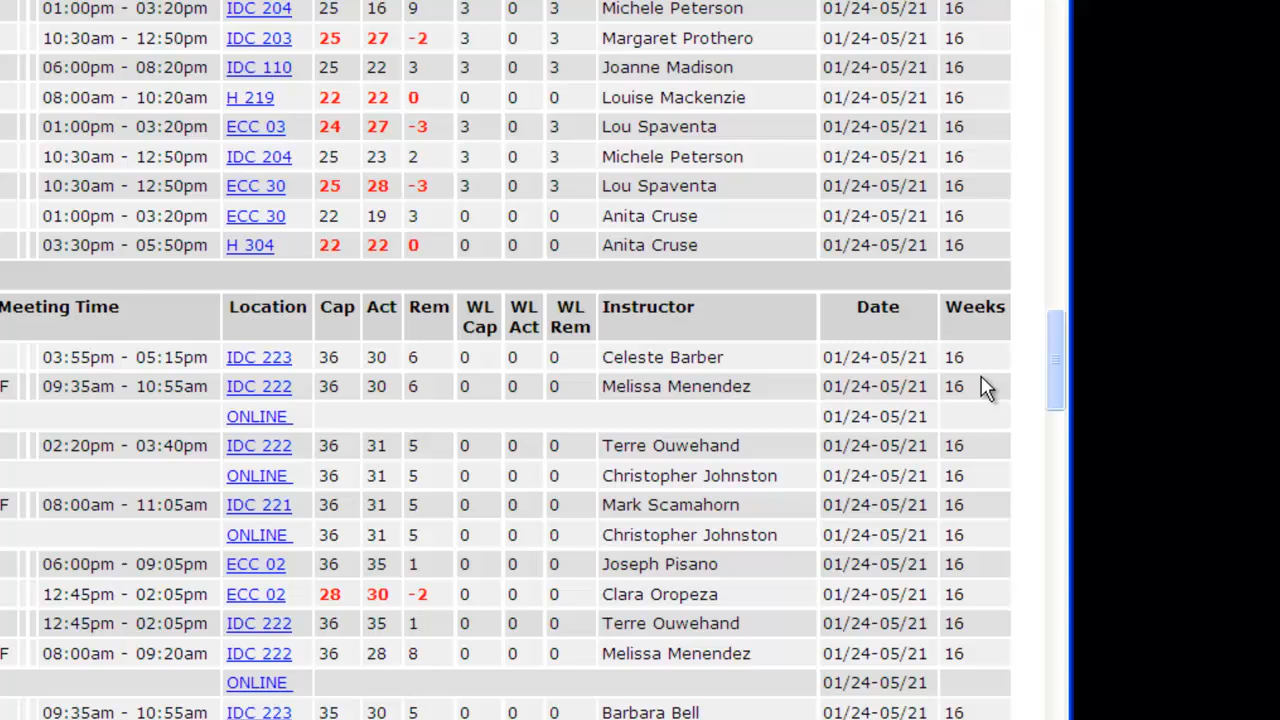 01:00pm - 03:20pm IDC 204 25 16 9 3 0 3 Michele Peterson 01/24-05/21 16
10:30am - 12:50pm IDC 203 25 27 -2 3 0 3 Margaret Prothero 01/24-05/21 16
06:00pm - 08:20pm IDC 110 25 22 3 3 0 3 Joanne Madison 01/24-05/21 16
08:00am - 10:20am H 219 22 22 0 0 0 0 Louise Mackenzie 01/24-05/21 16
01:00pm - 03:20pm ECC 03 24 27 -3 3 0 3 Lou Spaventa 01/24-05/21 16
10:30am - 12:50pm IDC 204 25 23 2 3 0 3 Michele Peterson 01/24-05/21 16
10:30am - 12:50pm ECC 30 25 28 -3 3 0 3 Lou Spaventa 01/24-05/21 16
01:00pm - 03:20pm ECC 30 22 19 3 0 0 0 Anita Cruse 01/24-05/21 16
03:30pm - 05:50pm H 304 22 22 0 0 0 0 Anita Cruse 01/24-05/21 16
Meeting Time Location Cap Act Rem WL Cap WL Act WL Rem Instructor Date Weeks
03:55pm - 05:15pm IDC 223 36 30 6 0 0 0 Celeste Barber 01/24-05/21 16
F 09:35am - 10:55am IDC 222 36 30 6 0 0 0 Melissa Menendez 01/24-05/21 16
ONLINE 01/24-05/21
02:20pm - 03:40pm IDC 222 36 31 5 0 0 0 Terre Ouwehand 01/24-05/21 16
ONLINE 36 31 5 0 0 0 Christopher Johnston 01/24-05/21 16
F 08:00am - 11:05am IDC 221 36 31 5 0 0 0 Mark Scamahorn 01/24-05/21 16
ONLINE 36 31 5 0 0 0 Christopher Johnston 01/24-05/21 16
06:00pm - 09:05pm ECC 02 36 35 1 0 0 0 Joseph Pisano 01/24-05/21 16
12:45pm - 02:05pm ECC 02 28 30 -2 0 0 0 Clara Oropeza 01/24-05/21 16
12:45pm - 02:05pm IDC 222 36 35 1 0 0 0 Terre Ouwehand 01/24-05/21 16
F 08:00am - 09:20am IDC 222 36 28 8 0 0 0 Melissa Menendez 01/24-05/21 16
ONLINE 01/24-05/21
09:35am - 10:55am IDC 223 35 30 5 0 0 0 Barbara Bell 01/24-05/21 16